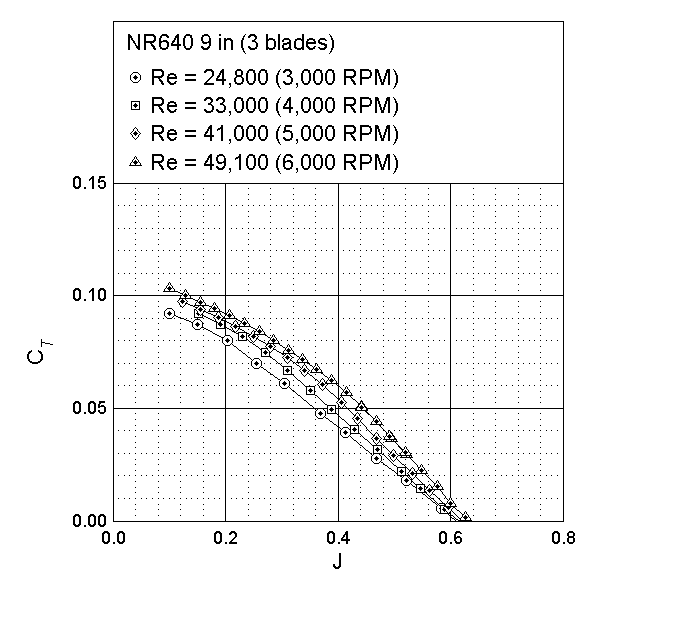 NR640 9 in (3 blades)
Re = 24,800 (3,000 RPM)
Re = 33,000 (4,000 RPM)
Re = 41,000 (5,000 RPM)
Re = 49,100 (6,000 RPM)
0.15
0.10
C_T
0.05
0.00
0.0 0.2 0.4 0.6 0.8
J